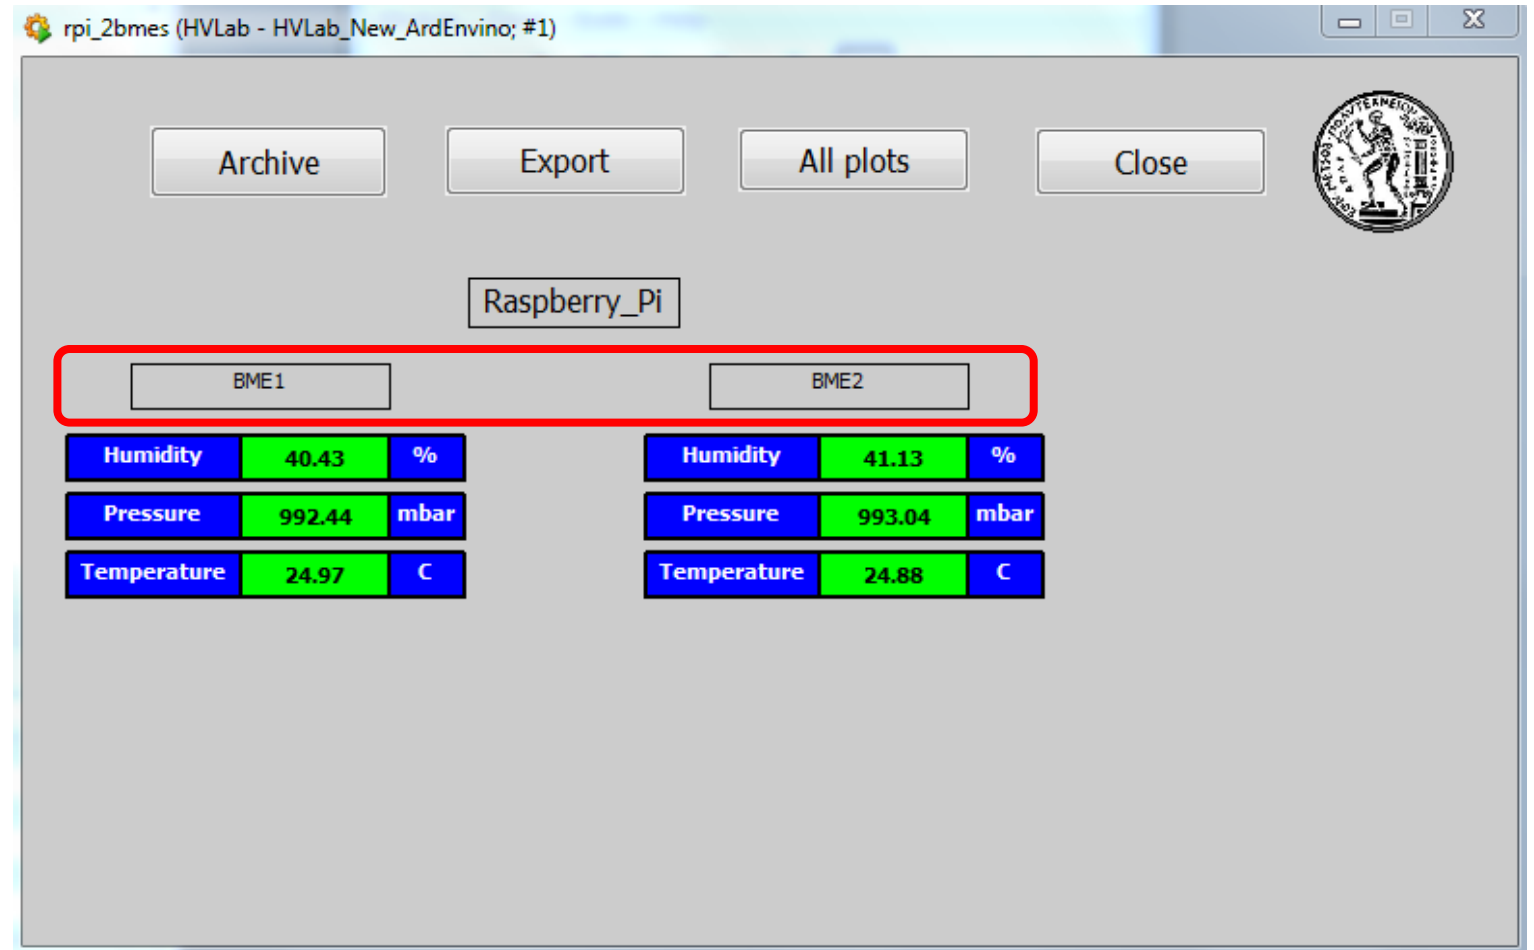 rpi_2bmes (HVLab - HVLab_New_ArdEnvino; #1)
Archive Export All plots Close
Raspberry_Pi
BME1 BME2
Humidity 40.43 % Humidity 41.13 %
Pressure 992.44 mbar Pressure 993.04 mbar
Temperature 24.97 C Temperature 24.88 C